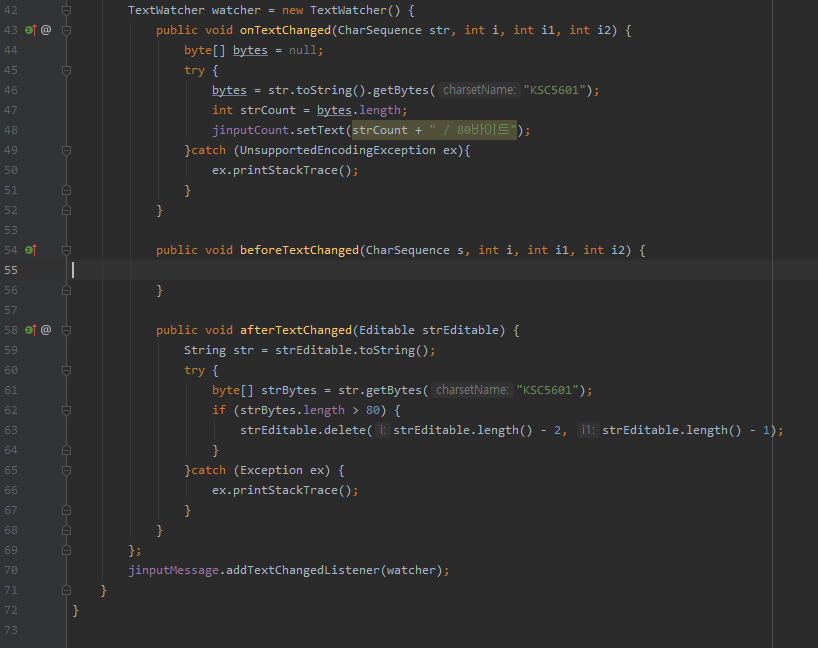 42 TextWatcher watcher = new TextWatcher() {
43 @ public void onTextChanged(CharSequence str, int i, int i1, int i2) {
44 byte[] bytes = null;
45 try {
46 bytes = str.toString().getBytes( charsetName: "KSC5601");
47 int strCount = bytes.length;
48 jinputCount.setText(strCount + " / 80바이트");
49 }catch (UnsupportedEncodingException ex){
50 ex.printStackTrace();
51 }
52 }
53
54 public void beforeTextChanged(CharSequence s, int i, int i1, int i2) {
55
56 }
57
58 @ public void afterTextChanged(Editable strEditable) {
59 String str = strEditable.toString();
60 try {
61 byte[] strBytes = str.getBytes( charsetName: "KSC5601");
62 if (strBytes.length > 80) {
63 strEditable.delete( i: strEditable.length() - 2, i1: strEditable.length() - 1);
64 }
65 }catch (Exception ex) {
66 ex.printStackTrace();
67 }
68 }
69 };
70 jinputMessage.addTextChangedListener(watcher);
71 }
72 }
73